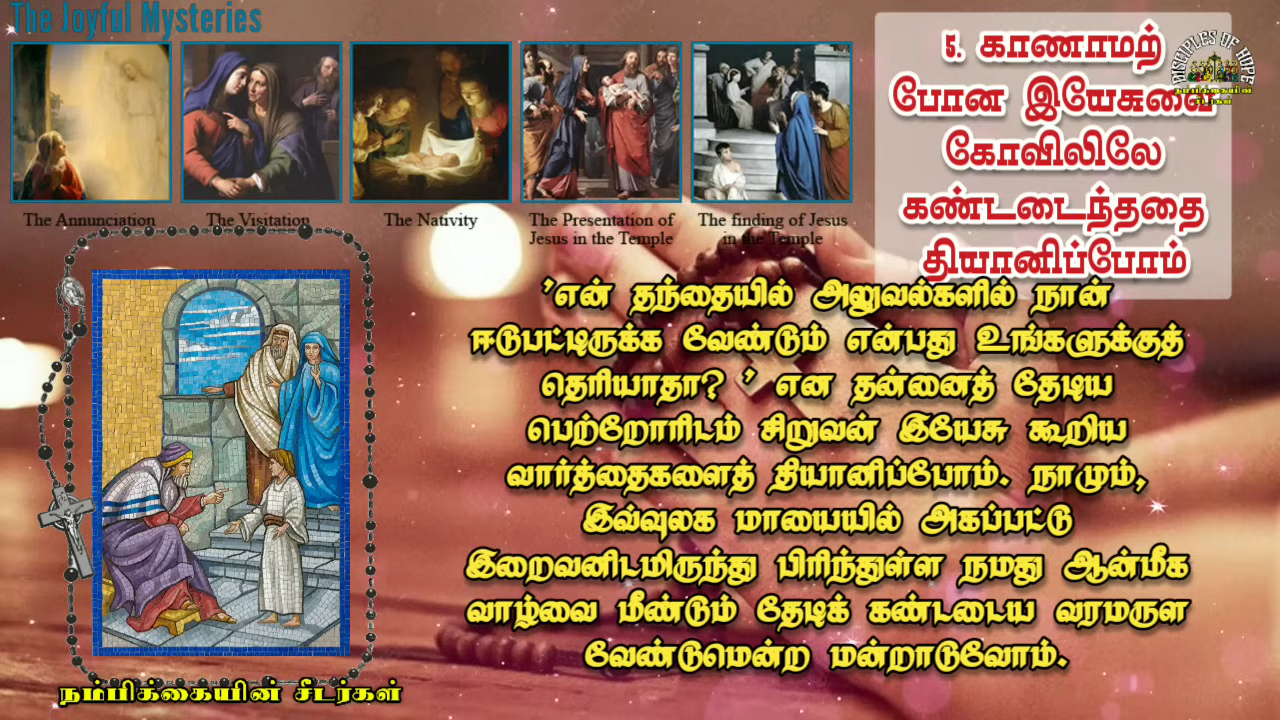 The Joyful Mysteries
The Annunciation
The Visitation
The Nativity
The Presentation of
Jesus in the Temple
The finding of Jesus
in the Temple
5. காணாமற்
போன இயேசுவை
கோவிலிலே
கண்டடைந்ததை
தியானிப்போம்
DISCIPLES OF HOPE
நம்பிக்கையின்
சீடர்கள்
'என் தந்தையில் அலுவல்களில் நான்
ஈடுபட்டிருக்க வேண்டும் என்பது உங்களுக்குத்
தெரியாதா? ' என தன்னைத் தேடிய
பெற்றோரிடம் சிறுவன் இயேசு கூறிய
வார்த்தைகளைத் தியானிப்போம். நாமும்,
இவ்வுலக மாயையில் அகப்பட்டு
இறைவனிடமிருந்து பிரிந்துள்ள நமது ஆன்மீக
வாழ்வை மீண்டும் தேடிக் கண்டடைய வரமருள
வேண்டுமென்ற மன்றாடுவோம்.
நம்பிக்கையின் சீடர்கள்